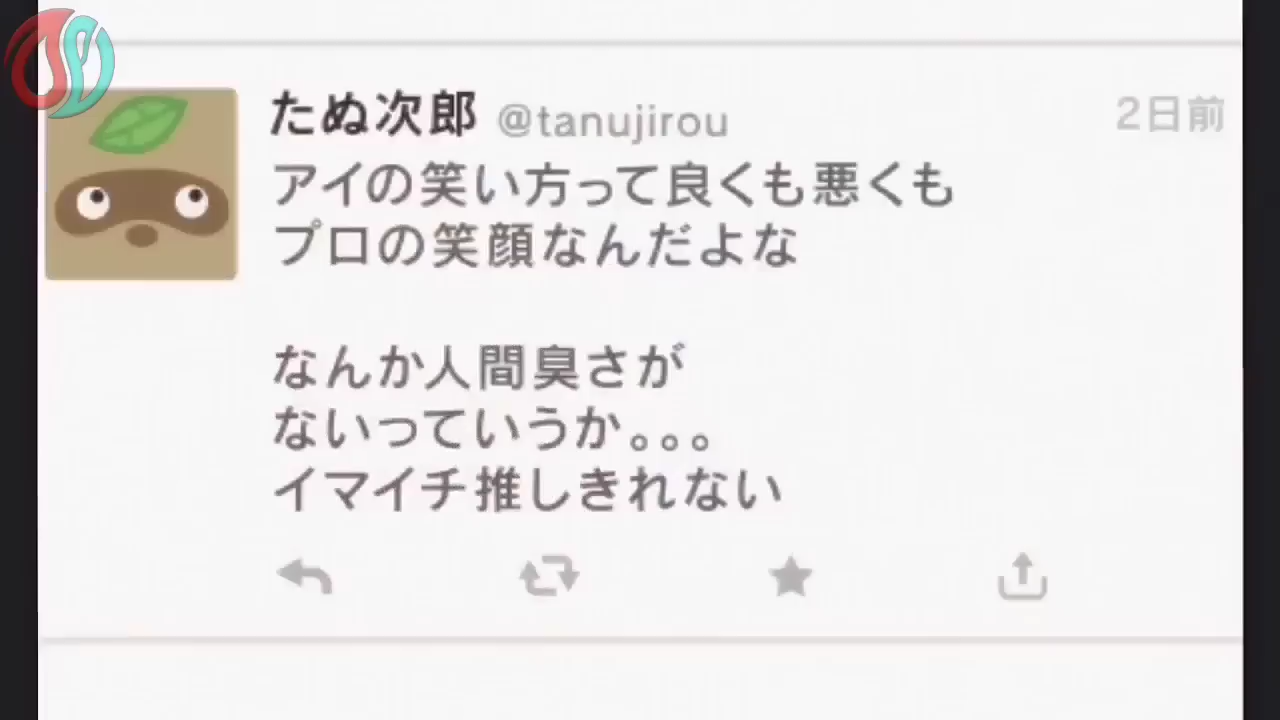 たぬ次郎 @tanujirou 2日前
アイの笑い方って良くも悪くも
プロの笑顔なんだよな
なんか人間臭さが
ないっていうか。。。
イマイチ推しきれない